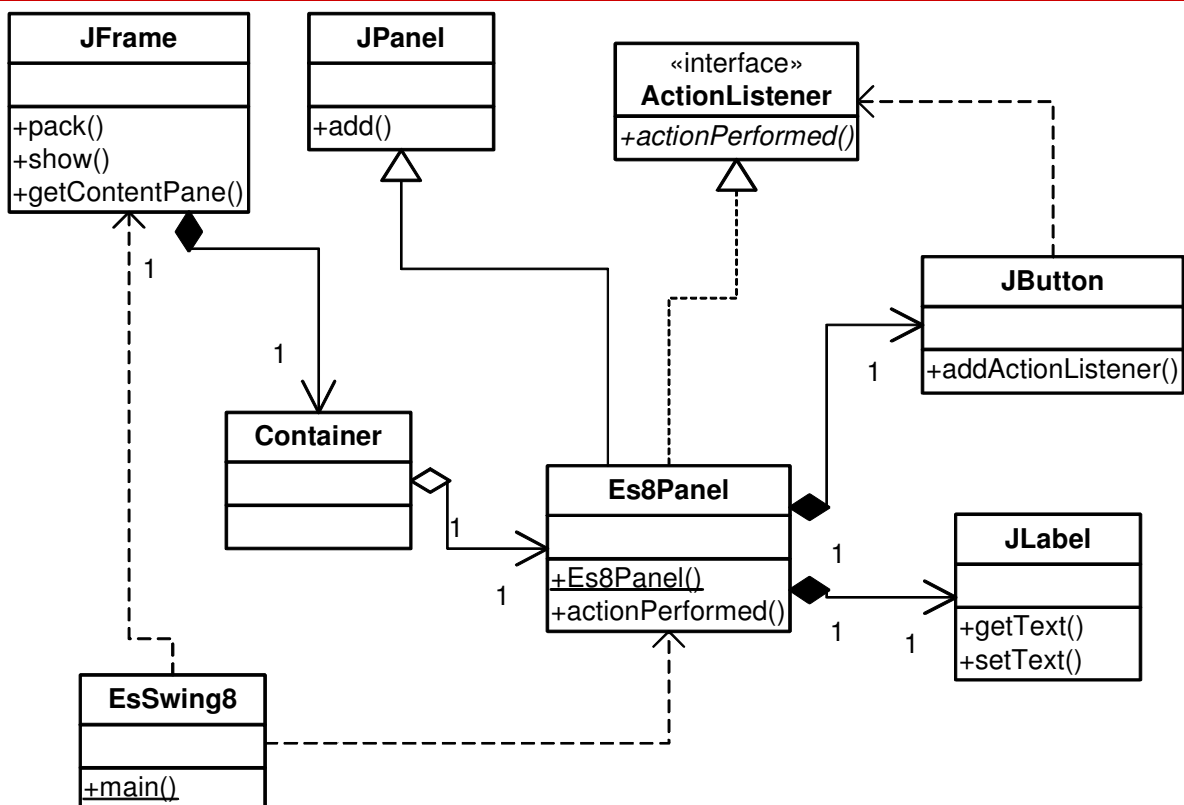 JFrame
+pack()
+show()
+getContentPane()
JPanel
+add()
«interface»
ActionListener
+actionPerformed()
JButton
+addActionListener()
1
1
1
Container
1
1
Es8Panel
+Es8Panel()
+actionPerformed()
1
1
1
JLabel
+getText()
+setText()
EsSwing8
+main()